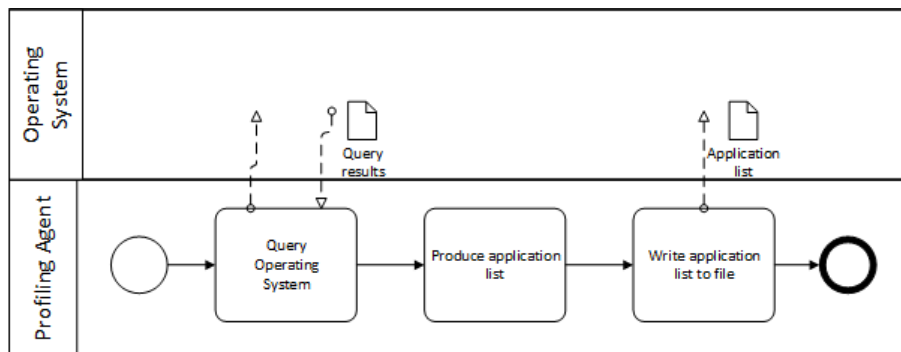 Operating
System
Query
results
Application
list
Profiling Agent
Query
Operating
System
Produce application
list
Write application
list to file